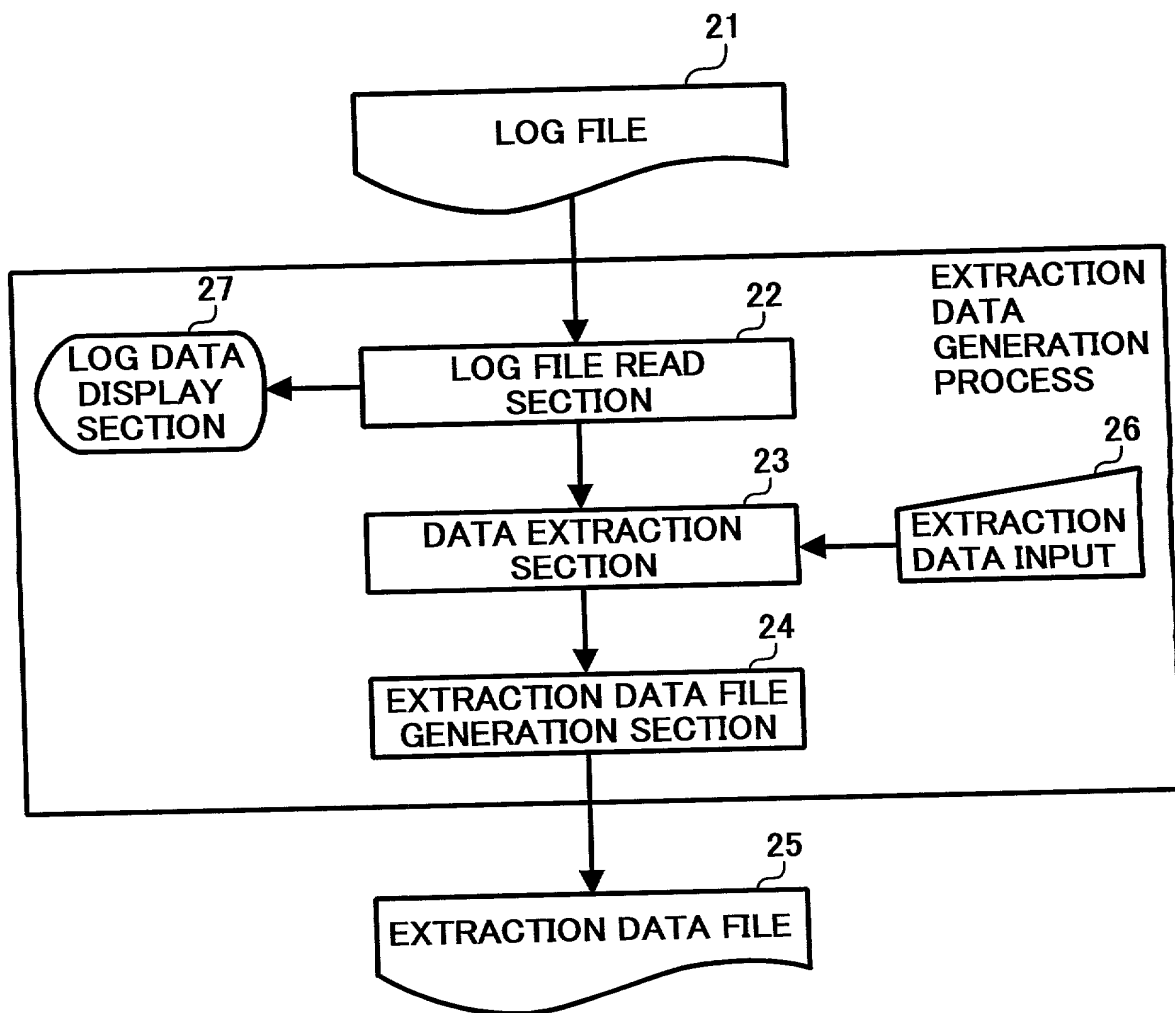 21
LOG FILE
EXTRACTION
DATA
GENERATION
PROCESS
27
LOG DATA
DISPLAY
SECTION
22
LOG FILE READ
SECTION
23
DATA EXTRACTION
SECTION
26
EXTRACTION
DATA INPUT
24
EXTRACTION DATA FILE
GENERATION SECTION
25
EXTRACTION DATA FILE